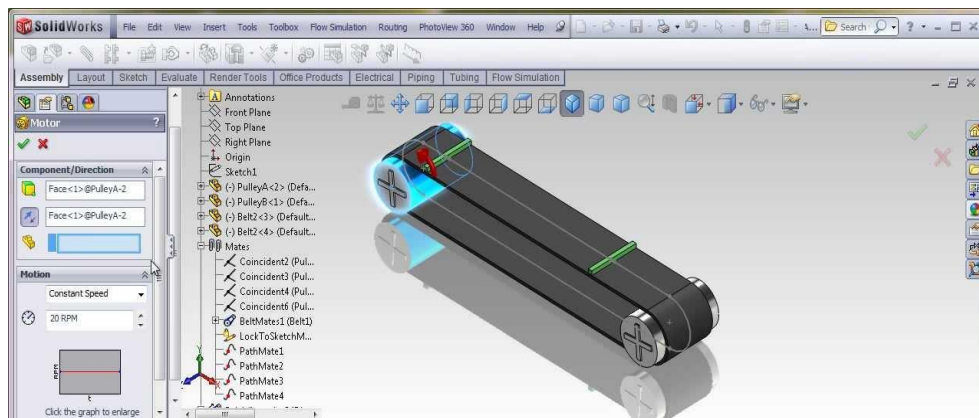 SolidWorks File Edit View Insert Tools Toolbox Flow Simulation Routing PhotoView 360 Window Help Search ?
Assembly Layout Sketch Evaluate Render Tools Office Products Electrical Piping Tubing Flow Simulation
Motor ?
Component/Direction
Face<1>@PulleyA-2
Face<1>@PulleyA-2
Motion
Constant Speed
20 RPM
RPM
t
Click the graph to enlarge
A Annotations
Front Plane
Top Plane
Right Plane
Origin
Sketch1
(-) PulleyA<2> (Defa...
(-) PulleyB<1> (Defa...
(-) Belt2<3> (Default...
(-) Belt2<4> (Default...
Mates
Coincident2 (Pul...
Coincident3 (Pul...
Coincident4 (Pul...
Coincident6 (Pul...
BeltMates1 (Belt1)
LockToSketchM...
PathMate1
PathMate2
PathMate3
PathMate4